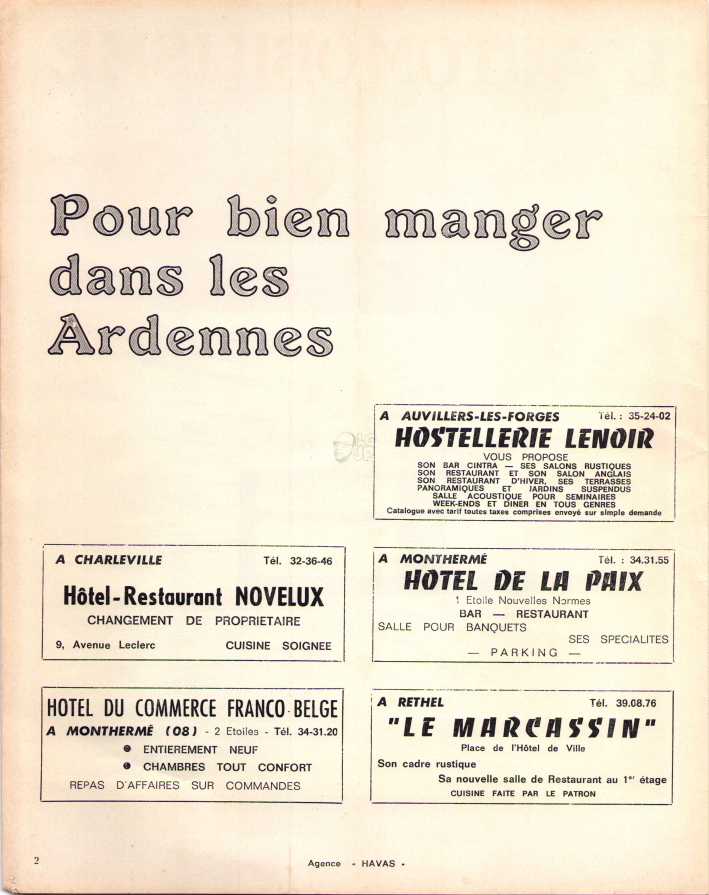 Pour bien manger
dans les
Ardennes
A AUVILLERS-LES-FORGES Tél. : 35-24-02
HOSTELLERIE LENOIR
VOUS PROPOSE
SON BAR CINTRA — SES SALONS RUSTIQUES
SON RESTAURANT ET SON SALON ANGLAIS
SON RESTAURANT D'HIVER, SES TERRASSES
PANORAMIQUES ET JARDINS SUSPENDUS
SALLE ACOUSTIQUE POUR SEMINAIRES
WEEK-ENDS ET DINER EN TOUS GENRES
Catalogue avec tarif toutes taxes comprises envoyé sur simple demande
A CHARLEVILLE Tél. 32-36-46
Hôtel-Restaurant NOVELUX
CHANGEMENT DE PROPRIETAIRE
9, Avenue Leclerc CUISINE SOIGNEE
A MONTHERMÉ Tél. : 34.31.55
HOTEL DE LA PAIX
1 Etoile Nouvelles Normes
BAR — RESTAURANT
SALLE POUR BANQUETS
SES SPECIALITES
— PARKING —
HOTEL DU COMMERCE FRANCO-BELGE
A MONTHERMÉ (08) - 2 Etoiles - Tél. 34-31.20
● ENTIEREMENT NEUF
● CHAMBRES TOUT CONFORT
REPAS D'AFFAIRES SUR COMMANDES
A RETHEL Tél. 39.08.76
"LE MARCASSIN"
Place de l'Hôtel de Ville
Son cadre rustique
Sa nouvelle salle de Restaurant au 1er étage
CUISINE FAITE PAR LE PATRON
2
Agence « HAVAS »